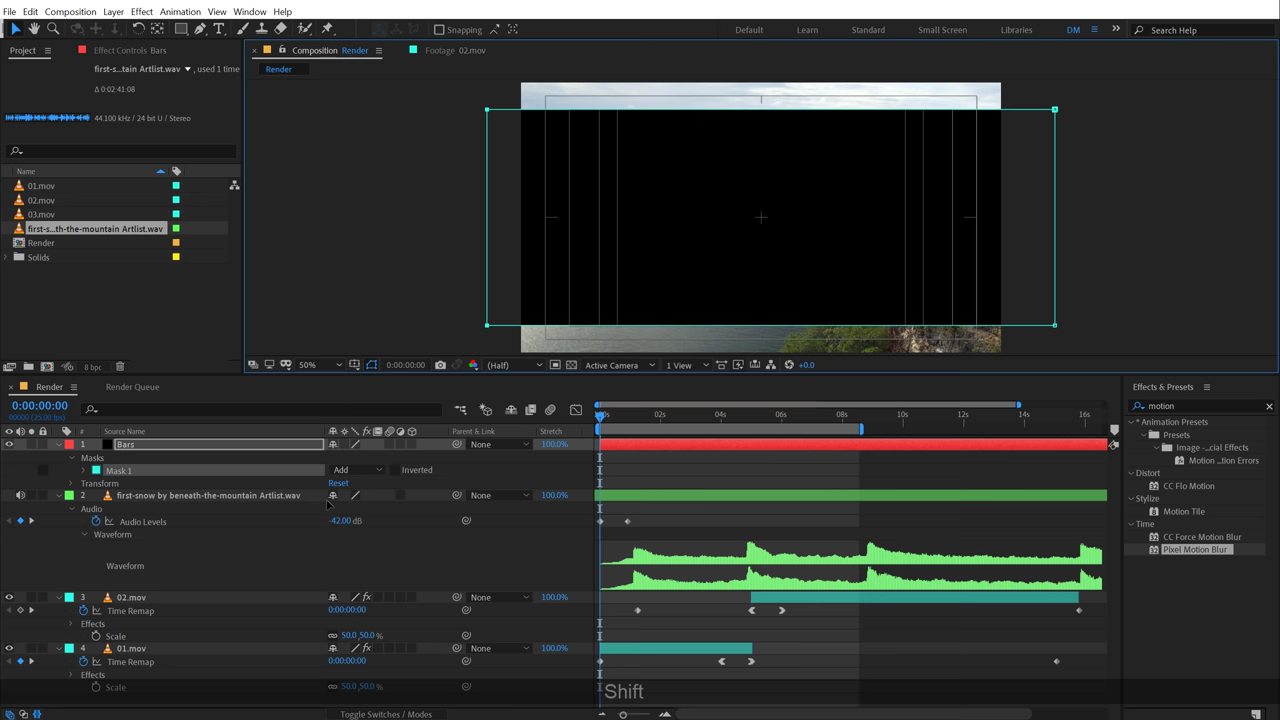 File Edit Composition Layer Effect Animation View Window Help
Snapping Default Learn Standard Small Screen Libraries DM Search Help
Project Effect Controls Bars Composition Render Footage 02.mov
first-s...tain Artlist.wav , used 1 time
Render
Δ 0:02:41:08
44.100 kHz / 24 bit U / Stereo
Name
01.mov
02.mov
03.mov
first-s...th-the-mountain Artlist.wav
Render
Solids
8 bpc
50% 0:00:00:00 (Half) Active Camera 1 View +0.0
Render Render Queue
Effects & Presets
0:00:00:00
00000 (25.00 fps)
motion
02s 04s 06s 08s 10s 12s 14s 16s
# Source Name Parent & Link Stretch
1 Bars None 100.0%
Masks
Mask 1 Add Inverted
Transform Reset
2 first-snow by beneath-the-mountain Artlist.wav None 100.0%
Audio
Audio Levels -42.00 dB
Waveform
Waveform
3 02.mov None 100.0%
Time Remap 0:00:00:00
Effects
Scale 50.0,50.0 %
4 01.mov None 100.0%
Time Remap 0:00:00:00
Effects
Scale 50.0,50.0 %
Toggle Switches / Modes
Shift
* Animation Presets
Presets
Image -...cial Effects
Motion ...tion Errors
Distort
CC Flo Motion
Stylize
Motion Tile
Time
CC Force Motion Blur
Pixel Motion Blur